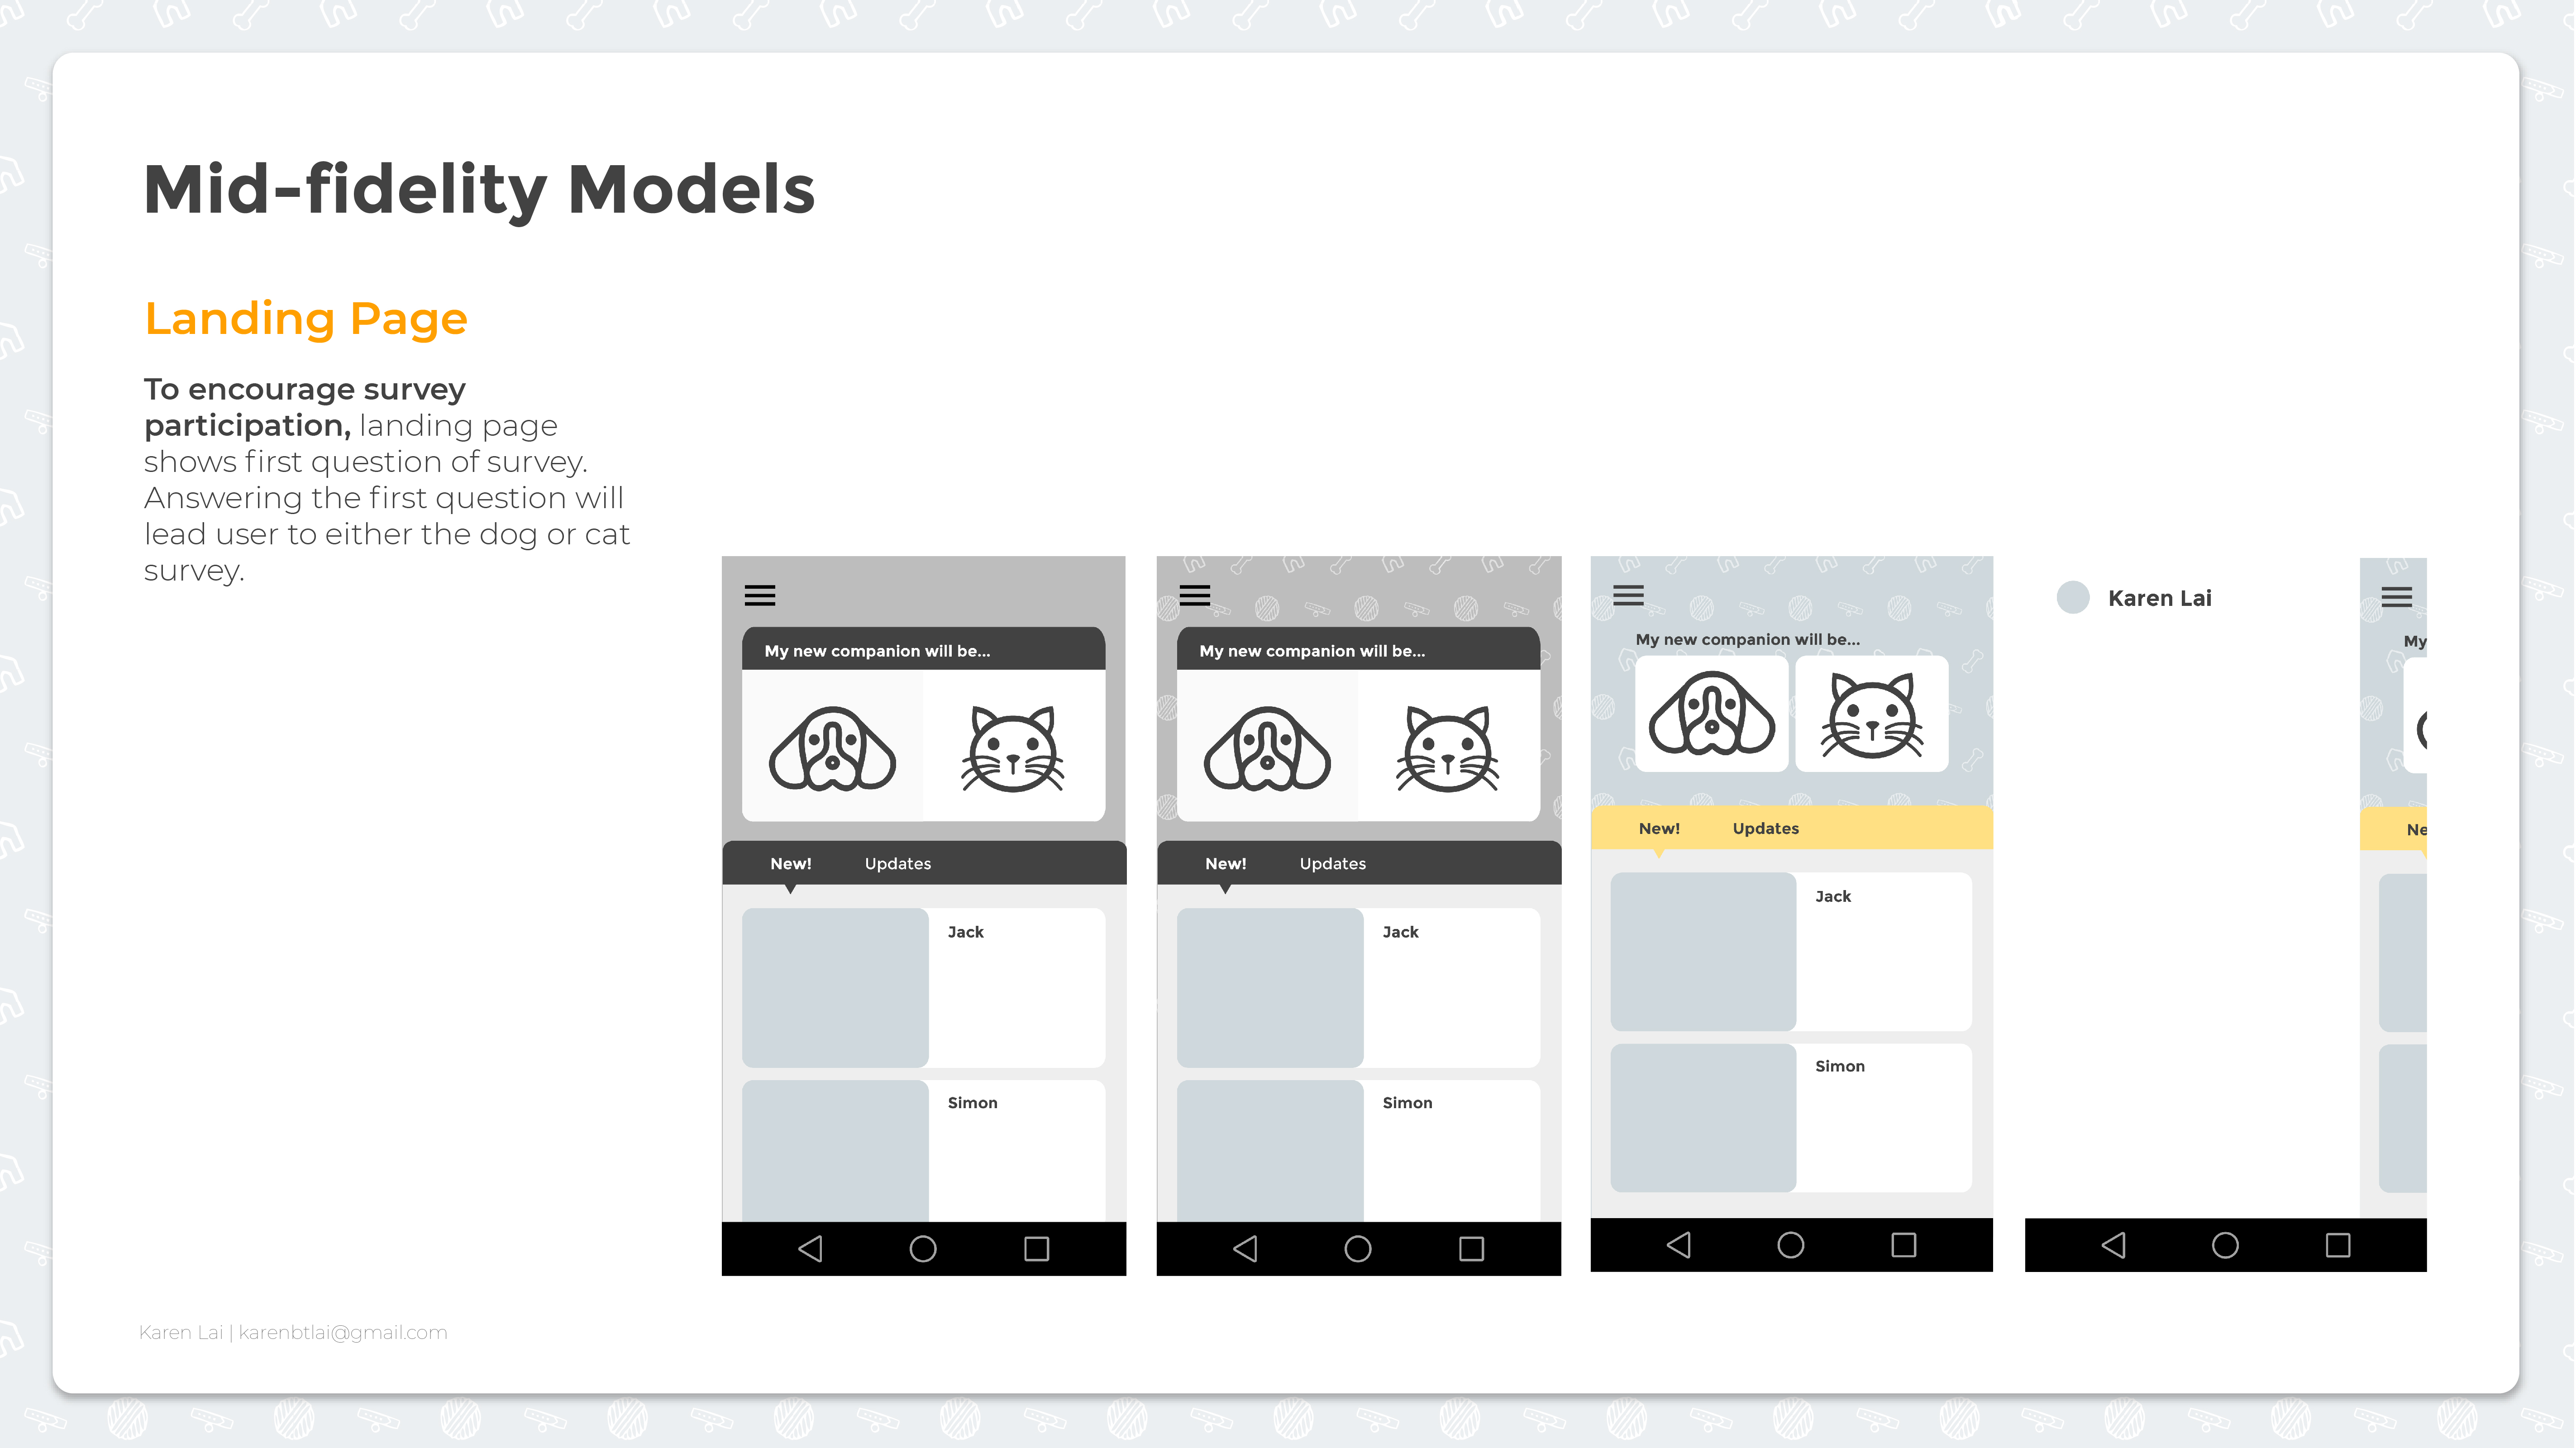 Mid-fidelity Models
Landing Page
To encourage survey
participation, landing page
shows first question of survey.
Answering the first question will
lead user to either the dog or cat
survey.
My new companion will be...
New! Updates
Jack
Simon
My new companion will be...
New! Updates
Jack
Simon
My new companion will be...
New! Updates
Jack
Simon
Karen Lai
My
Ne
Karen Lai | karenbtlai@gmail.com